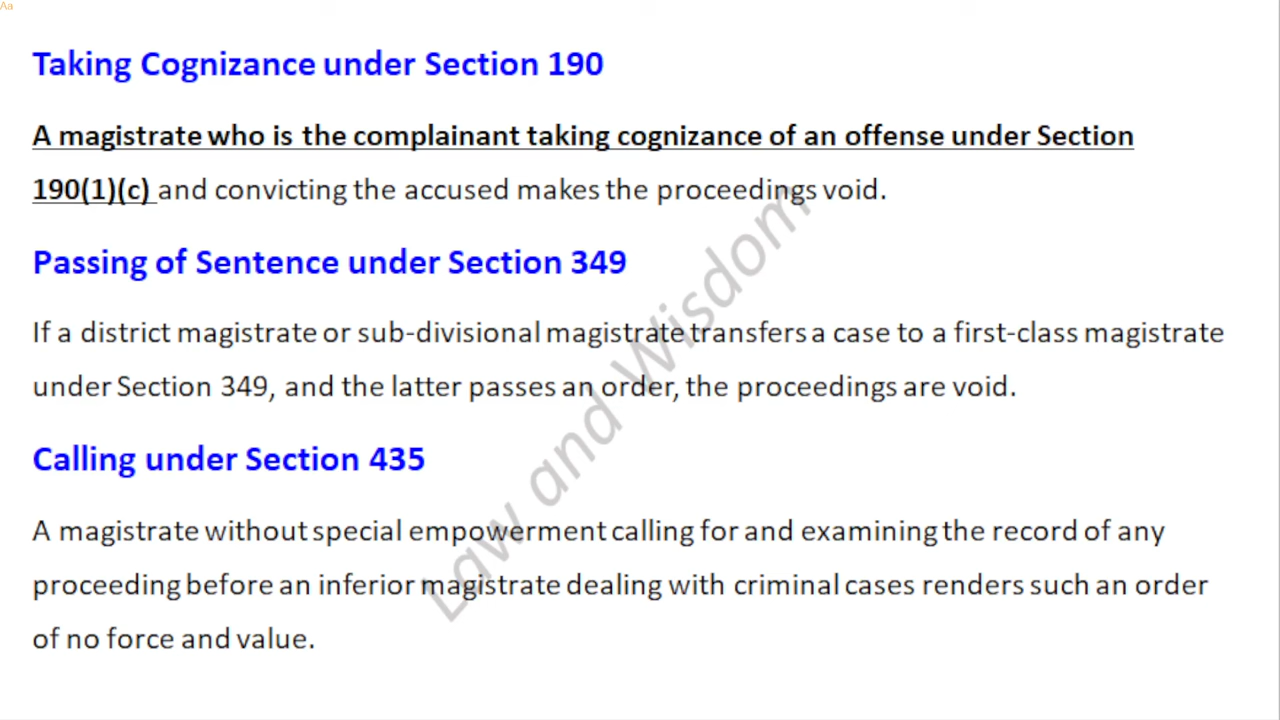 Aa
Taking Cognizance under Section 190
A magistrate who is the complainant taking cognizance of an offense under Section
190(1)(c) and convicting the accused makes the proceedings void.
Passing of Sentence under Section 349
If a district magistrate or sub-divisional magistrate transfers a case to a first-class magistrate
under Section 349, and the latter passes an order, the proceedings are void.
Calling under Section 435
A magistrate without special empowerment calling for and examining the record of any
proceeding before an inferior magistrate dealing with criminal cases renders such an order
of no force and value.
Law and Wisdom